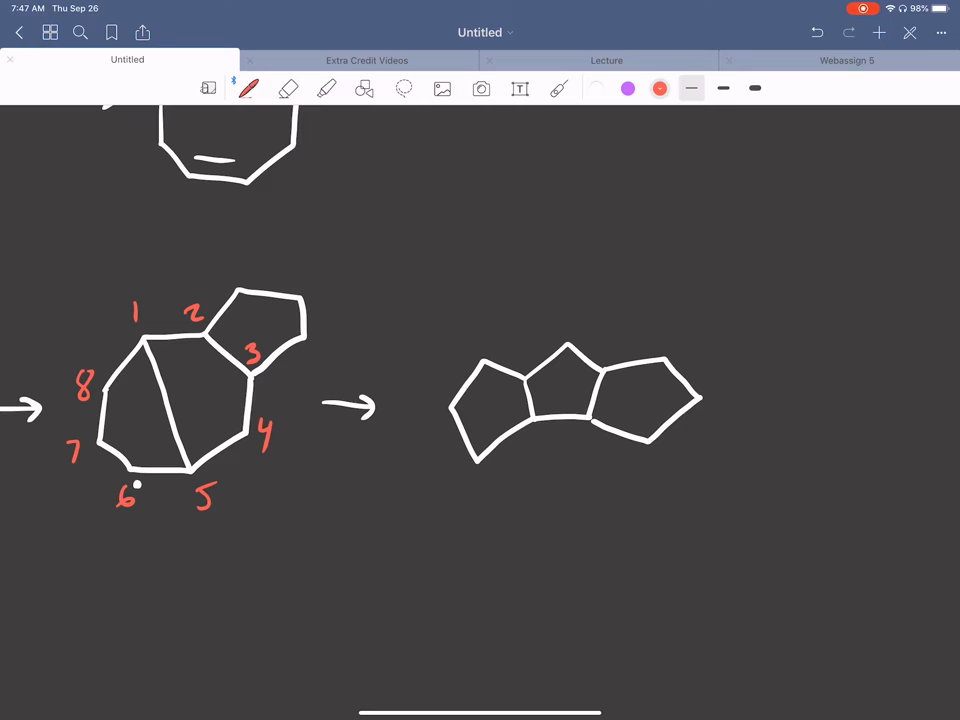 7:47 AM Thu Sep 26
98%
Untitled
Untitled
Extra Credit Videos
Lecture
Webassign 5
T
1 2
3
8
4
7
6 5